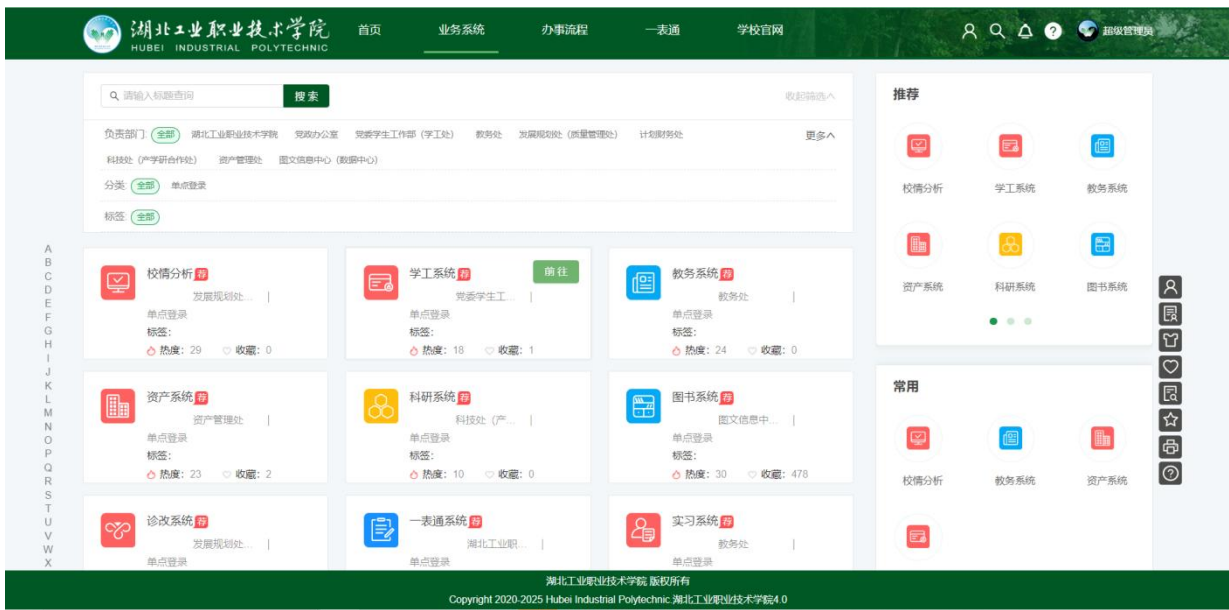 湖北工业职业技术学院 首页 业务系统 办事流程 一表通 学校官网 超级管理员
HUBEI INDUSTRIAL POLYTECHNIC
请输入标题查询 搜索 收起筛选
负责部门: 全部 湖北工业职业技术学院 党政办公室 党委学生工作部（学工处） 教务处 发展规划处（质量管理处） 计划财务处 更多
科技处（产学研合作处） 资产管理处 图文信息中心（数据中心）
分类: 全部 单点登录
标签: 全部
A
B
C
D
E
F
G
H
I
J
K
L
M
N
O
P
Q
R
S
T
U
V
W
X
校情分析 荐
发展规划处... |
单点登录
标签:
热度: 29 收藏: 0
学工系统 荐 前往
党委学生工... |
单点登录
标签:
热度: 18 收藏: 1
教务系统 荐
教务处 |
单点登录
标签:
热度: 24 收藏: 0
资产系统 荐
资产管理处 |
单点登录
标签:
热度: 23 收藏: 2
科研系统 荐
科技处（产... |
单点登录
标签:
热度: 10 收藏: 0
图书系统 荐
图文信息中... |
单点登录
标签:
热度: 30 收藏: 478
诊改系统 荐
发展规划处... |
单点登录
一表通系统 荐
湖北工业职... |
单点登录
实习系统 荐
教务处 |
单点登录
推荐
校情分析 学工系统 教务系统
资产系统 科研系统 图书系统
常用
校情分析 教务系统 资产系统
湖北工业职业技术学院 版权所有
Copyright 2020-2025 Hubei Industrial Polytechnic.湖北工业职业技术学院4.0